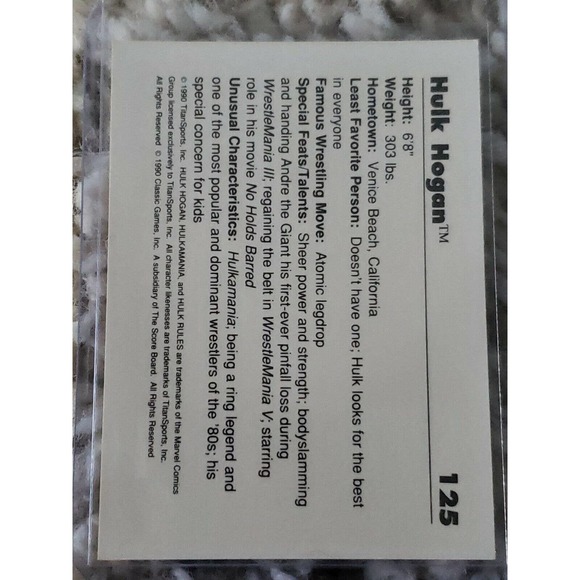 Hulk Hogan™ 125
Height: 6'8"
Weight: 303 lbs.
Hometown: Venice Beach, California
Least Favorite Person: Doesn't have one; Hulk looks for the best
in everyone
Famous Wrestling Move: Atomic legdrop
Special Feats/Talents: Sheer power and strength; bodyslamming
and handing Andre the Giant his first-ever pinfall loss during
WrestleMania III; regaining the belt in WrestleMania V; starring
role in his movie No Holds Barred
Unusual Characteristics: Hulkamania; being a ring legend and
one of the most popular and dominant wrestlers of the '80s; his
special concern for kids
© 1990 TitanSports, Inc. HULK HOGAN, HULKAMANIA, and HULK RULES are trademarks of the Marvel Comics
Group licensed exclusively to TitanSports, Inc. All character likenesses are trademarks of TitanSports, Inc.
All Rights Reserved © 1990 Classic Games, Inc. A subsidiary of The Score Board. All Rights Reserved